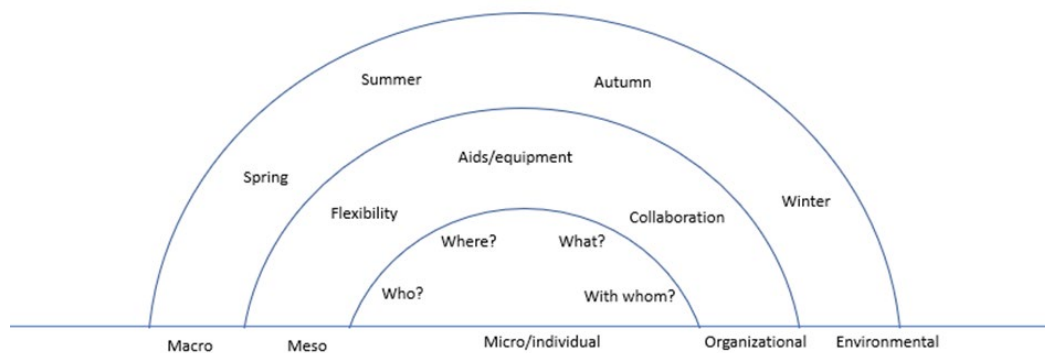 Summer
Autumn
Aids/equipment
Spring
Winter
Flexibility
Collaboration
Where?
What?
Who?
With whom?
Macro
Meso
Micro/individual
Organizational
Environmental